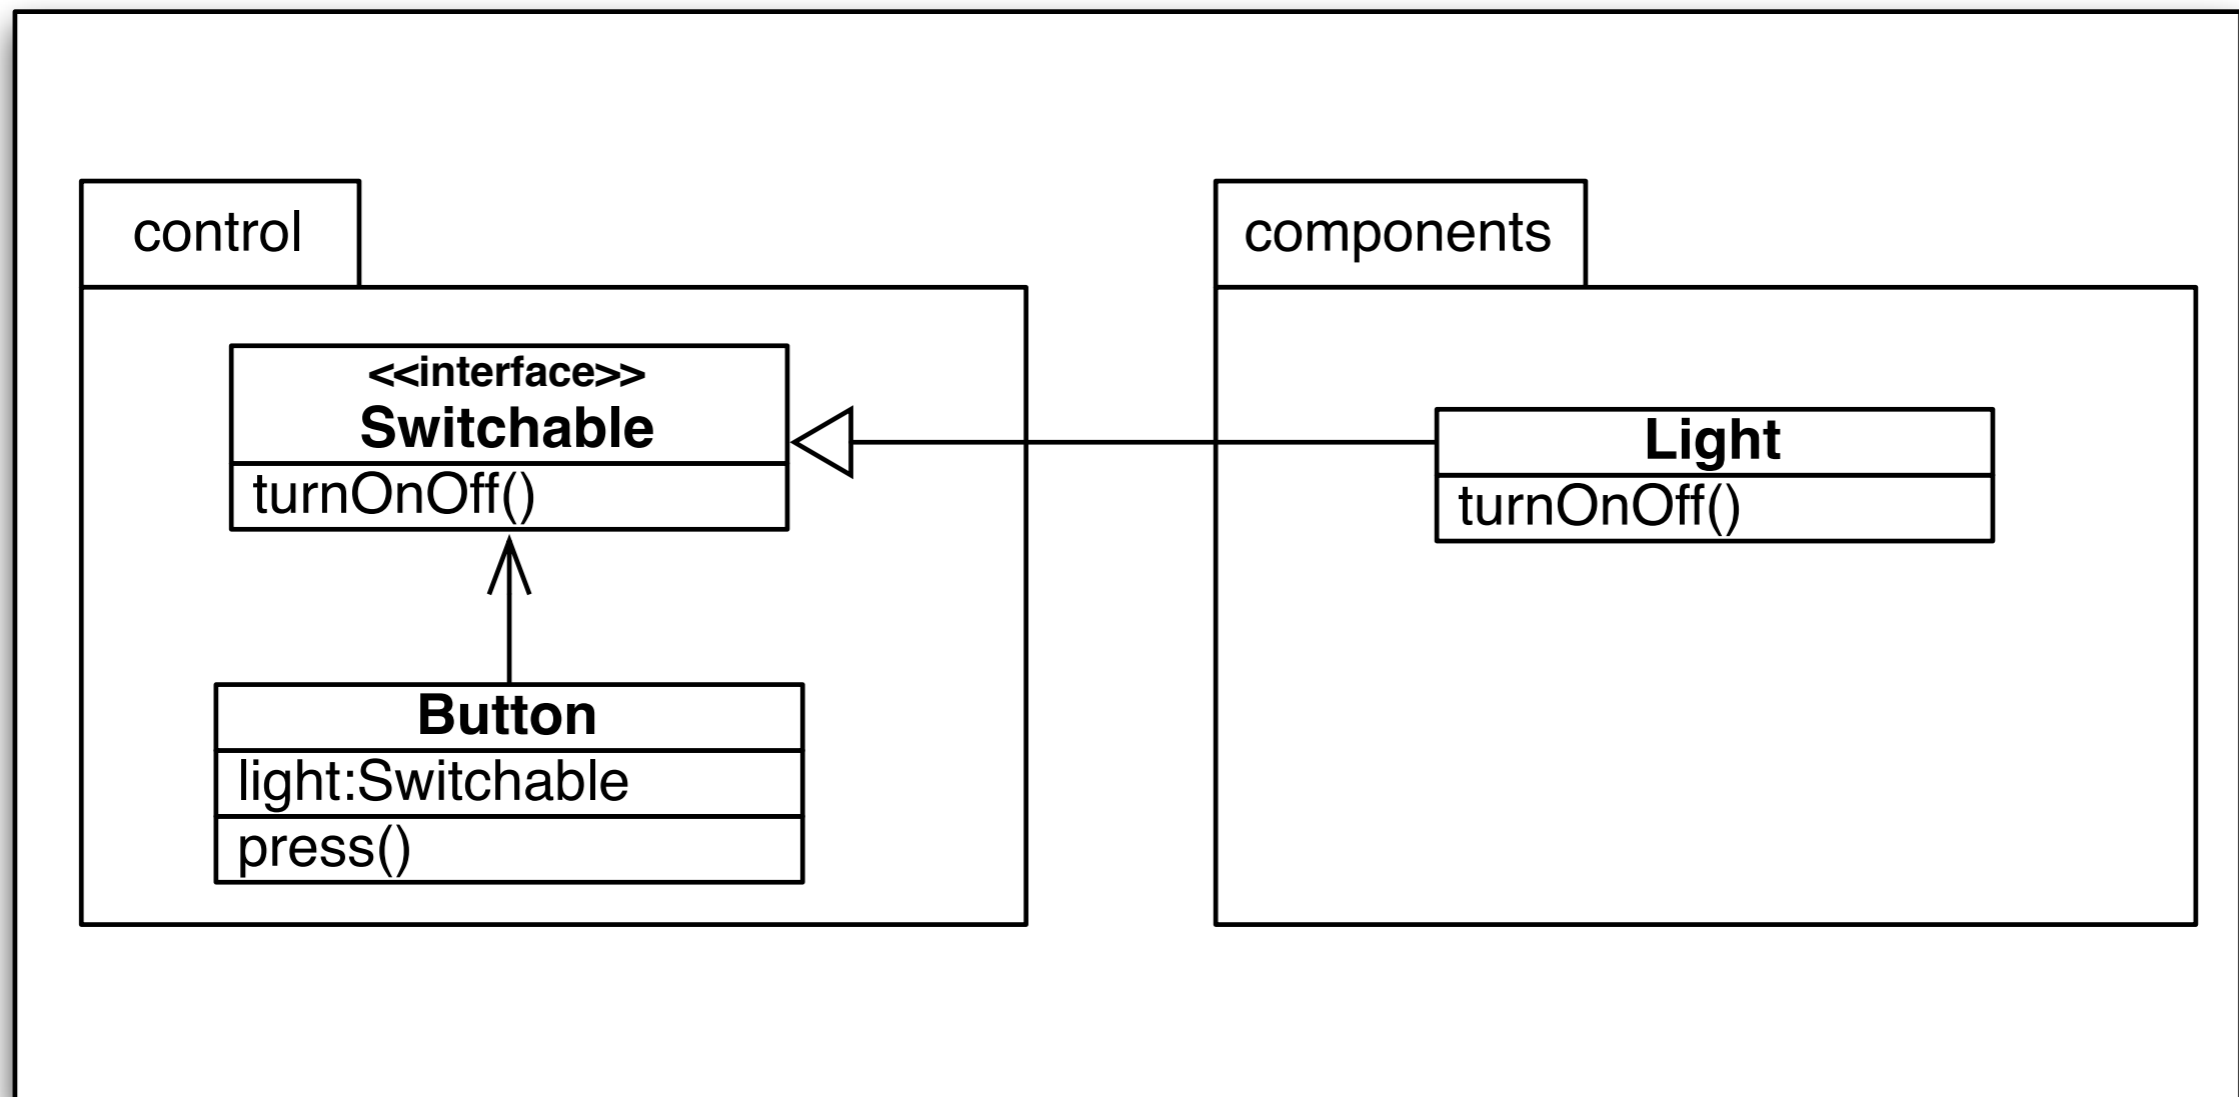 control
<<interface>>
Switchable
turnOnOff()
Button
light:Switchable
press()
components
Light
turnOnOff()